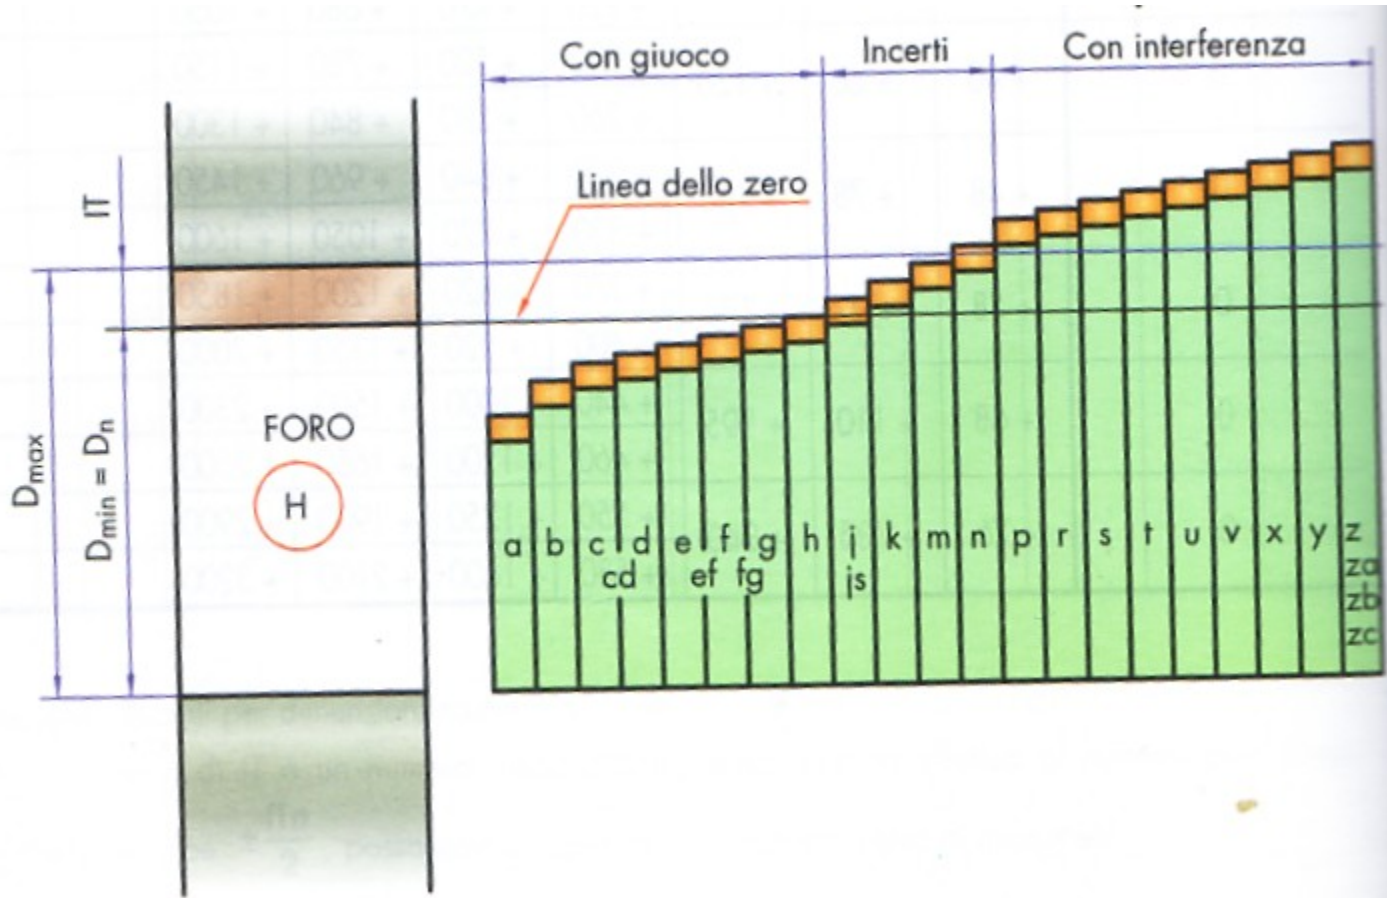 Con giuoco
Incerti
Con interferenza
Linea dello zero
IT
Dmax
Dmin = Dn
FORO
H
a b c d e f g h j k m n p r s t u v x y z
cd ef fg js za
zb
zc